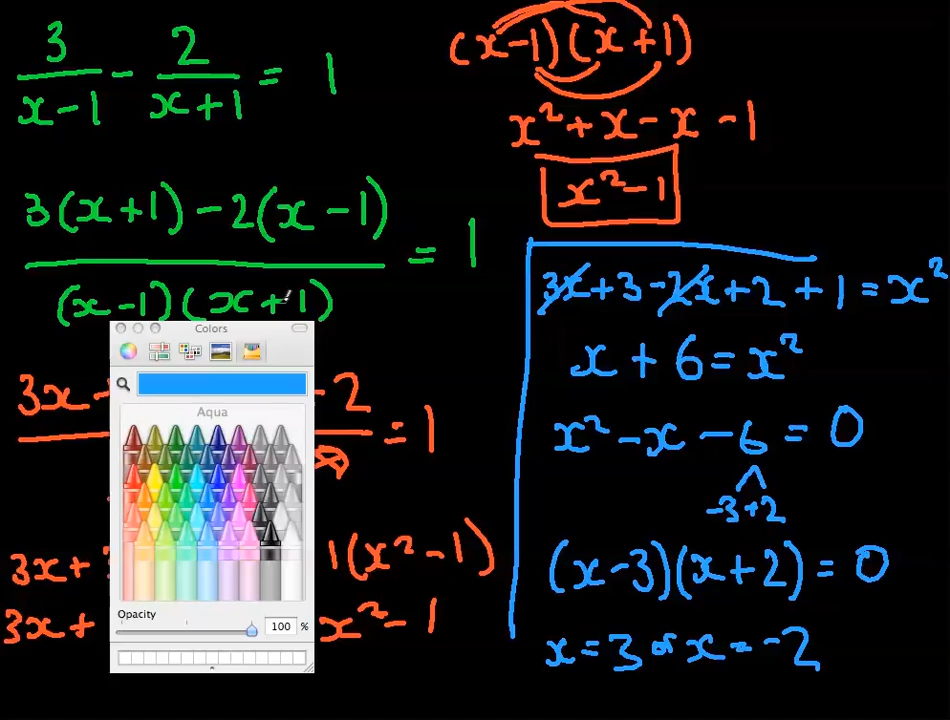 3/(x-1) - 2/(x+1) = 1
3(x+1) - 2(x-1) / (x-1)(x+1) = 1
3x- -2 = 1
3x+ 1(x² - 1)
3x+ x² - 1
Colors
Aqua
Opacity
100 %
(x-1)(x+1)
x² + x - x - 1
x² - 1
3x + 3 - 2x + 2 + 1 = x²
x + 6 = x²
x² - x - 6 = 0
-3 +2
(x-3)(x+2) = 0
x = 3 or x = -2